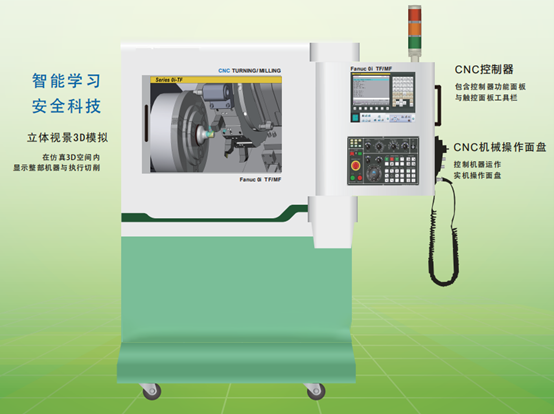 智能学习
安全科技
立体视景3D模拟
在仿真3D空间内
显示整部机器与执行切削
CNC TURNING/MILLING
Series 0i-TF
Fanuc 0i TF/MF
Fanuc 0i TF/MF
CNC控制器
包含控制器功能面板
与触控面板工具栏
CNC机械操作面盘
控制机器运作
实机操作面盘